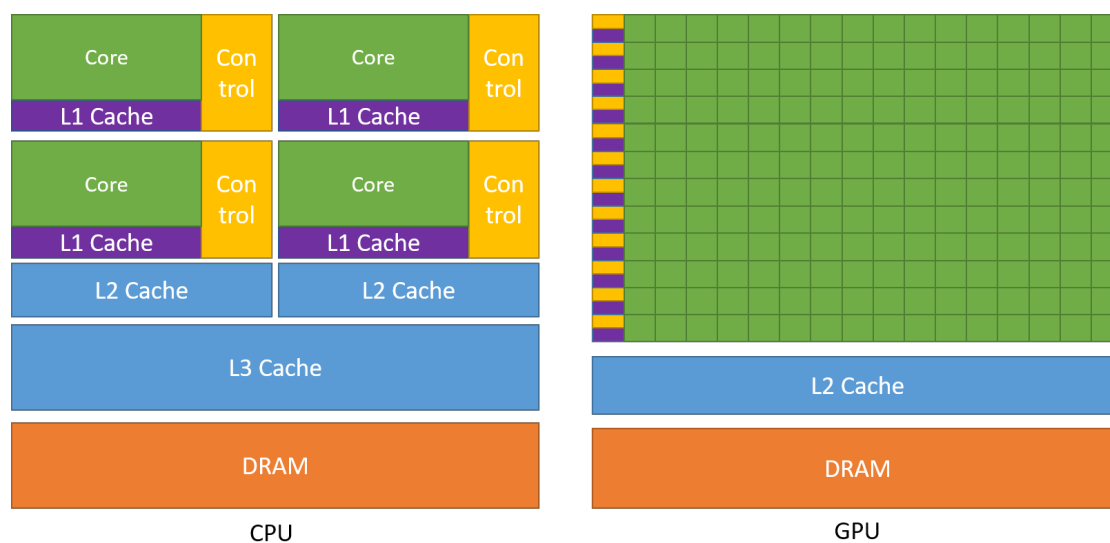 Core
Con
trol
L1 Cache
Core
Con
trol
L1 Cache
Core
Con
trol
L1 Cache
Core
Con
trol
L1 Cache
L2 Cache
L2 Cache
L3 Cache
DRAM
CPU
L2 Cache
DRAM
GPU